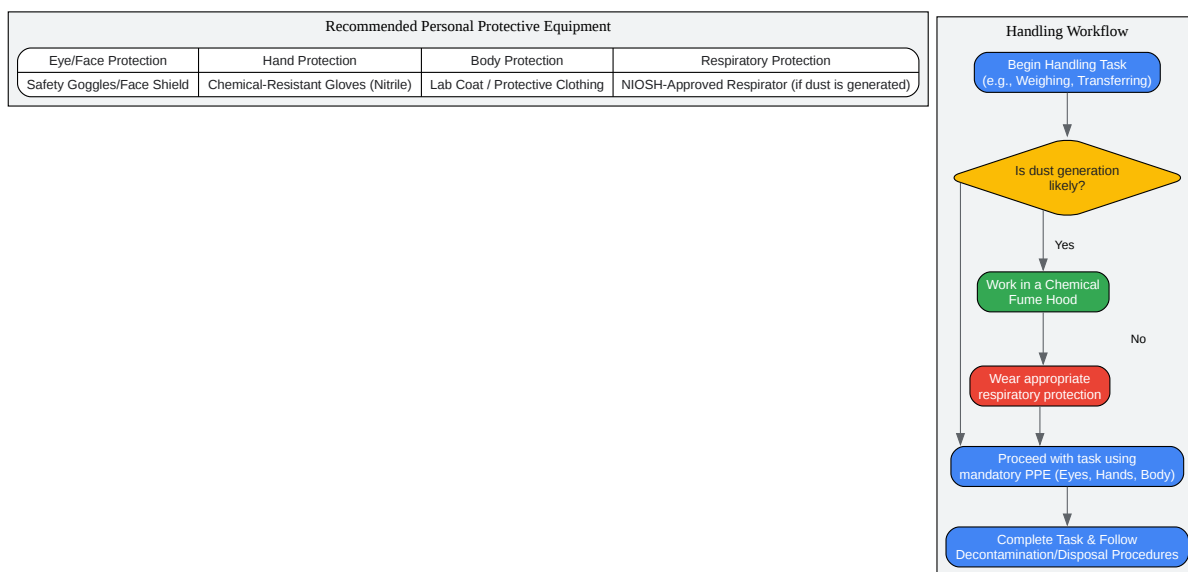 Recommended Personal Protective Equipment
Eye/Face Protection
Hand Protection
Body Protection
Respiratory Protection
Safety Goggles/Face Shield
Chemical-Resistant Gloves (Nitrile)
Lab Coat / Protective Clothing
NIOSH-Approved Respirator (if dust is generated)
Handling Workflow
Begin Handling Task
(e.g., Weighing, Transferring)
Is dust generation
likely?
Yes
Work in a Chemical
Fume Hood
No
Wear appropriate
respiratory protection
Proceed with task using
mandatory PPE (Eyes, Hands, Body)
Complete Task & Follow
Decontamination/Disposal Procedures